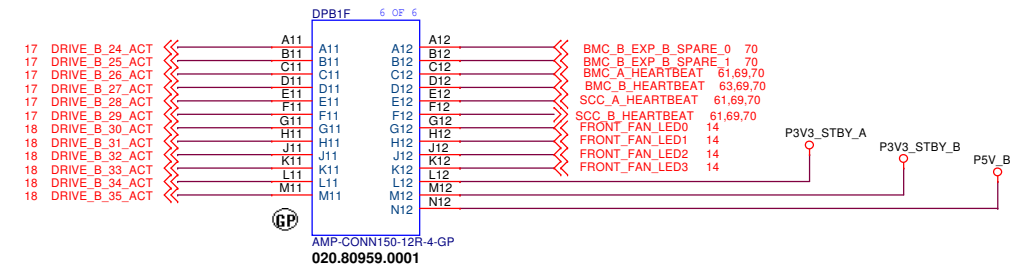 DPB1F 6 OF 6
17 DRIVE_B_24_ACT A11 A11 A12 A12 BMC_B_EXP_B_SPARE_0 70
17 DRIVE_B_25_ACT B11 B11 B12 B12 BMC_B_EXP_B_SPARE_1 70
17 DRIVE_B_26_ACT C11 C11 C12 C12 BMC_A_HEARTBEAT 61,69,70
17 DRIVE_B_27_ACT D11 D11 D12 D12 BMC_B_HEARTBEAT 63,69,70
17 DRIVE_B_28_ACT E11 E11 E12 E12 SCC_A_HEARTBEAT 61,69,70
17 DRIVE_B_29_ACT F11 F11 F12 F12 SCC_B_HEARTBEAT 61,69,70
18 DRIVE_B_30_ACT G11 G11 G12 G12 FRONT_FAN_LED0 14
18 DRIVE_B_31_ACT H11 H11 H12 H12 FRONT_FAN_LED1 14
18 DRIVE_B_32_ACT J11 J11 J12 J12 FRONT_FAN_LED2 14
18 DRIVE_B_33_ACT K11 K11 K12 K12 FRONT_FAN_LED3 14
18 DRIVE_B_34_ACT L11 L11 L12 L12 P3V3_STBY_A
18 DRIVE_B_35_ACT M11 M11 M12 M12 P3V3_STBY_B
N12 N12 P5V_B
GP
AMP-CONN150-12R-4-GP
020.80959.0001